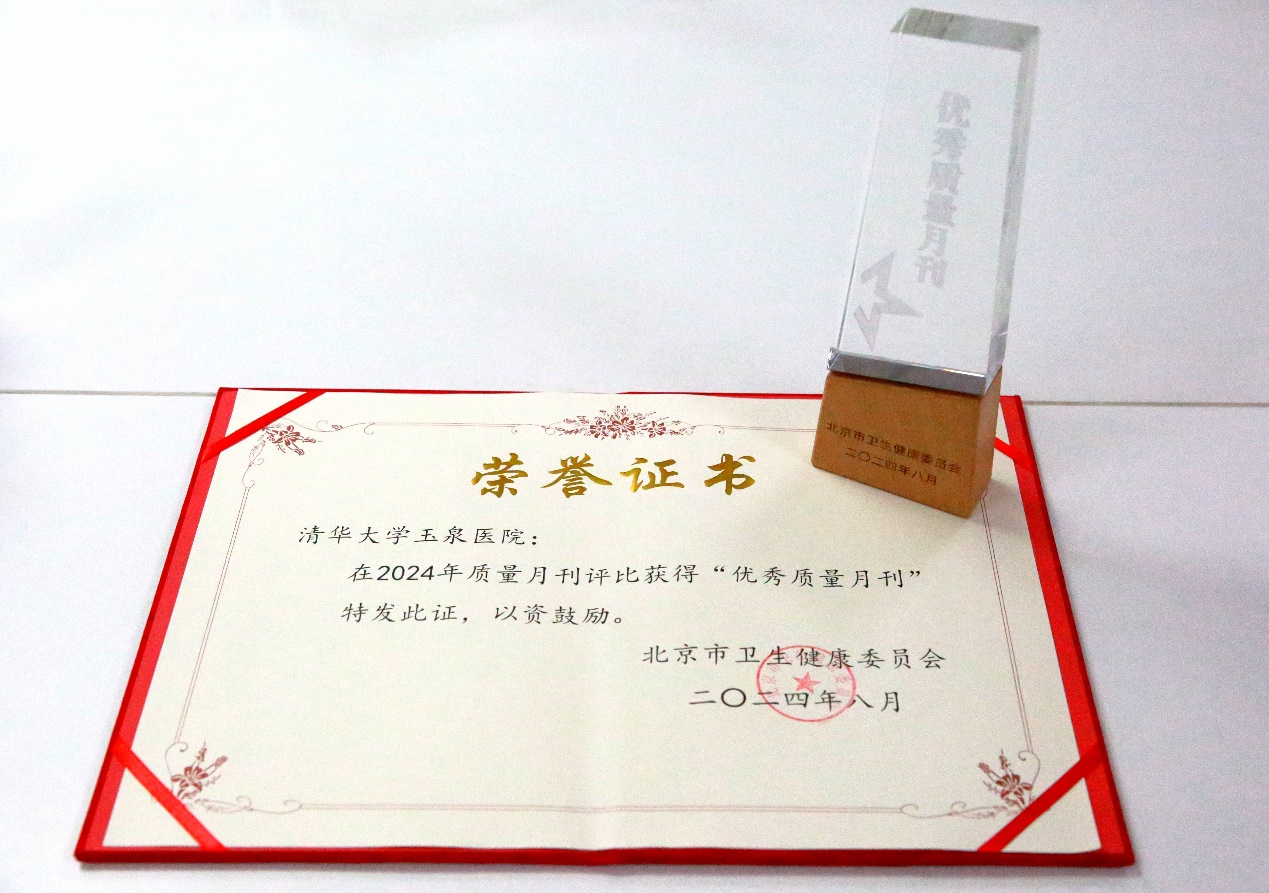 优秀质量月刊
北京市卫生健康委员会
二〇二四年八月
荣誉证书
清华大学玉泉医院：
在2024年质量月刊评比获得“优秀质量月刊”
特发此证，以资鼓励。
北京市卫生健康委员会
二〇二四年八月